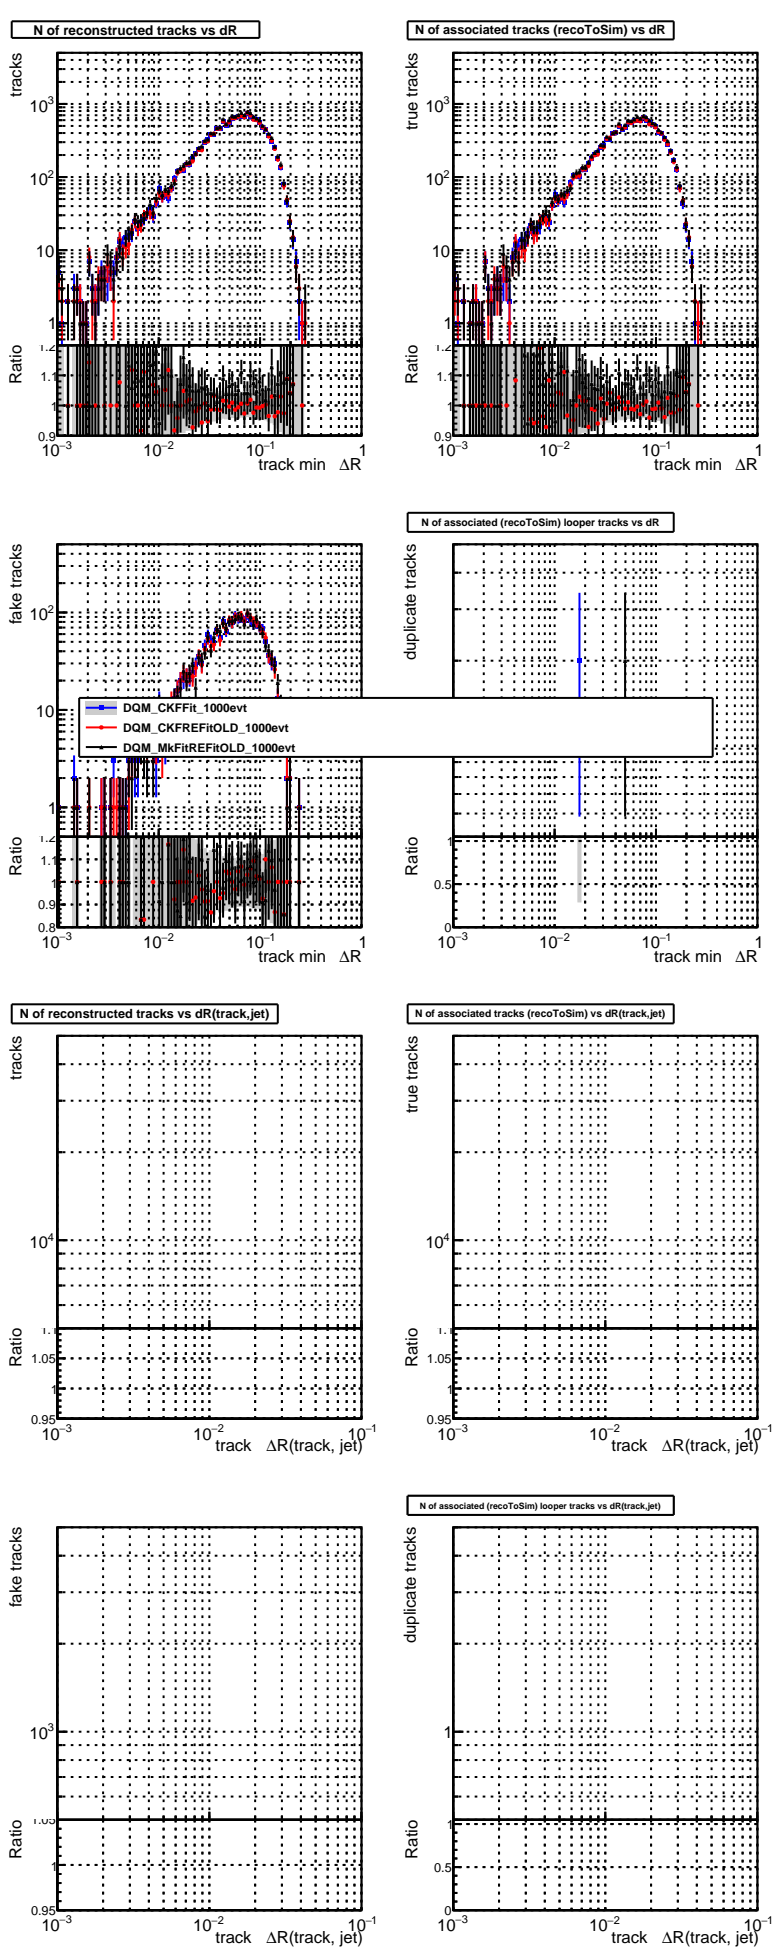 N of reconstructed tracks vs dR
tracks
10³
10²
10
1
Ratio
1.2
1.1
1
0.9
10⁻³ 10⁻² 10⁻¹ 1
track min ΔR
N of associated tracks (recoToSim) vs dR
true tracks
10³
10²
10
1
Ratio
1.2
1.1
1
0.9
10⁻³ 10⁻² 10⁻¹ 1
track min ΔR
fake tracks
10²
10
1
Ratio
1.2
1.1
1
0.9
0.8
10⁻³ 10⁻² 10⁻¹ 1
track min ΔR
N of associated (recoToSim) looper tracks vs dR
duplicate tracks
Ratio
1
0.5
0
10⁻³ 10⁻² 10⁻¹ 1
track min ΔR
DQM_CKFFit_1000evt
DQM_CKFREFitOLD_1000evt
DQM_MkFitREFitOLD_1000evt
N of reconstructed tracks vs dR(track,jet)
tracks
10⁴
Ratio
1.1
1.05
1
0.95
10⁻³ 10⁻² 10⁻¹
track ΔR(track, jet)
N of associated tracks (recoToSim) vs dR(track,jet)
true tracks
10⁴
Ratio
1.1
1.05
1
0.95
10⁻³ 10⁻² 10⁻¹
track ΔR(track, jet)
fake tracks
10³
Ratio
1.05
1
0.95
10⁻³ 10⁻² 10⁻¹
track ΔR(track, jet)
N of associated (recoToSim) looper tracks vs dR(track,jet)
duplicate tracks
1
Ratio
1
0.5
0
10⁻³ 10⁻² 10⁻¹
track ΔR(track, jet)